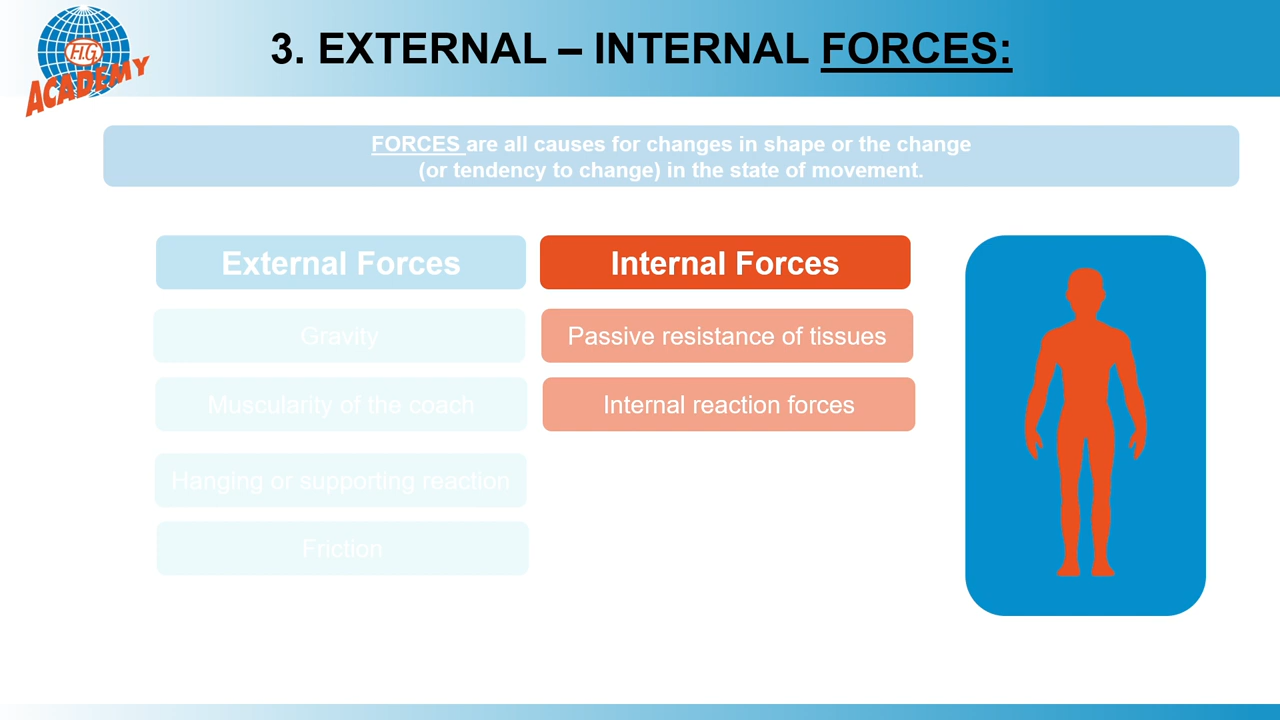 F.I.G.
ACADEMY
3. EXTERNAL – INTERNAL FORCES:
FORCES are all causes for changes in shape or the change
(or tendency to change) in the state of movement.
External Forces
Internal Forces
Gravity
Passive resistance of tissues
Muscularity of the coach
Internal reaction forces
Hanging or supporting reaction
Friction